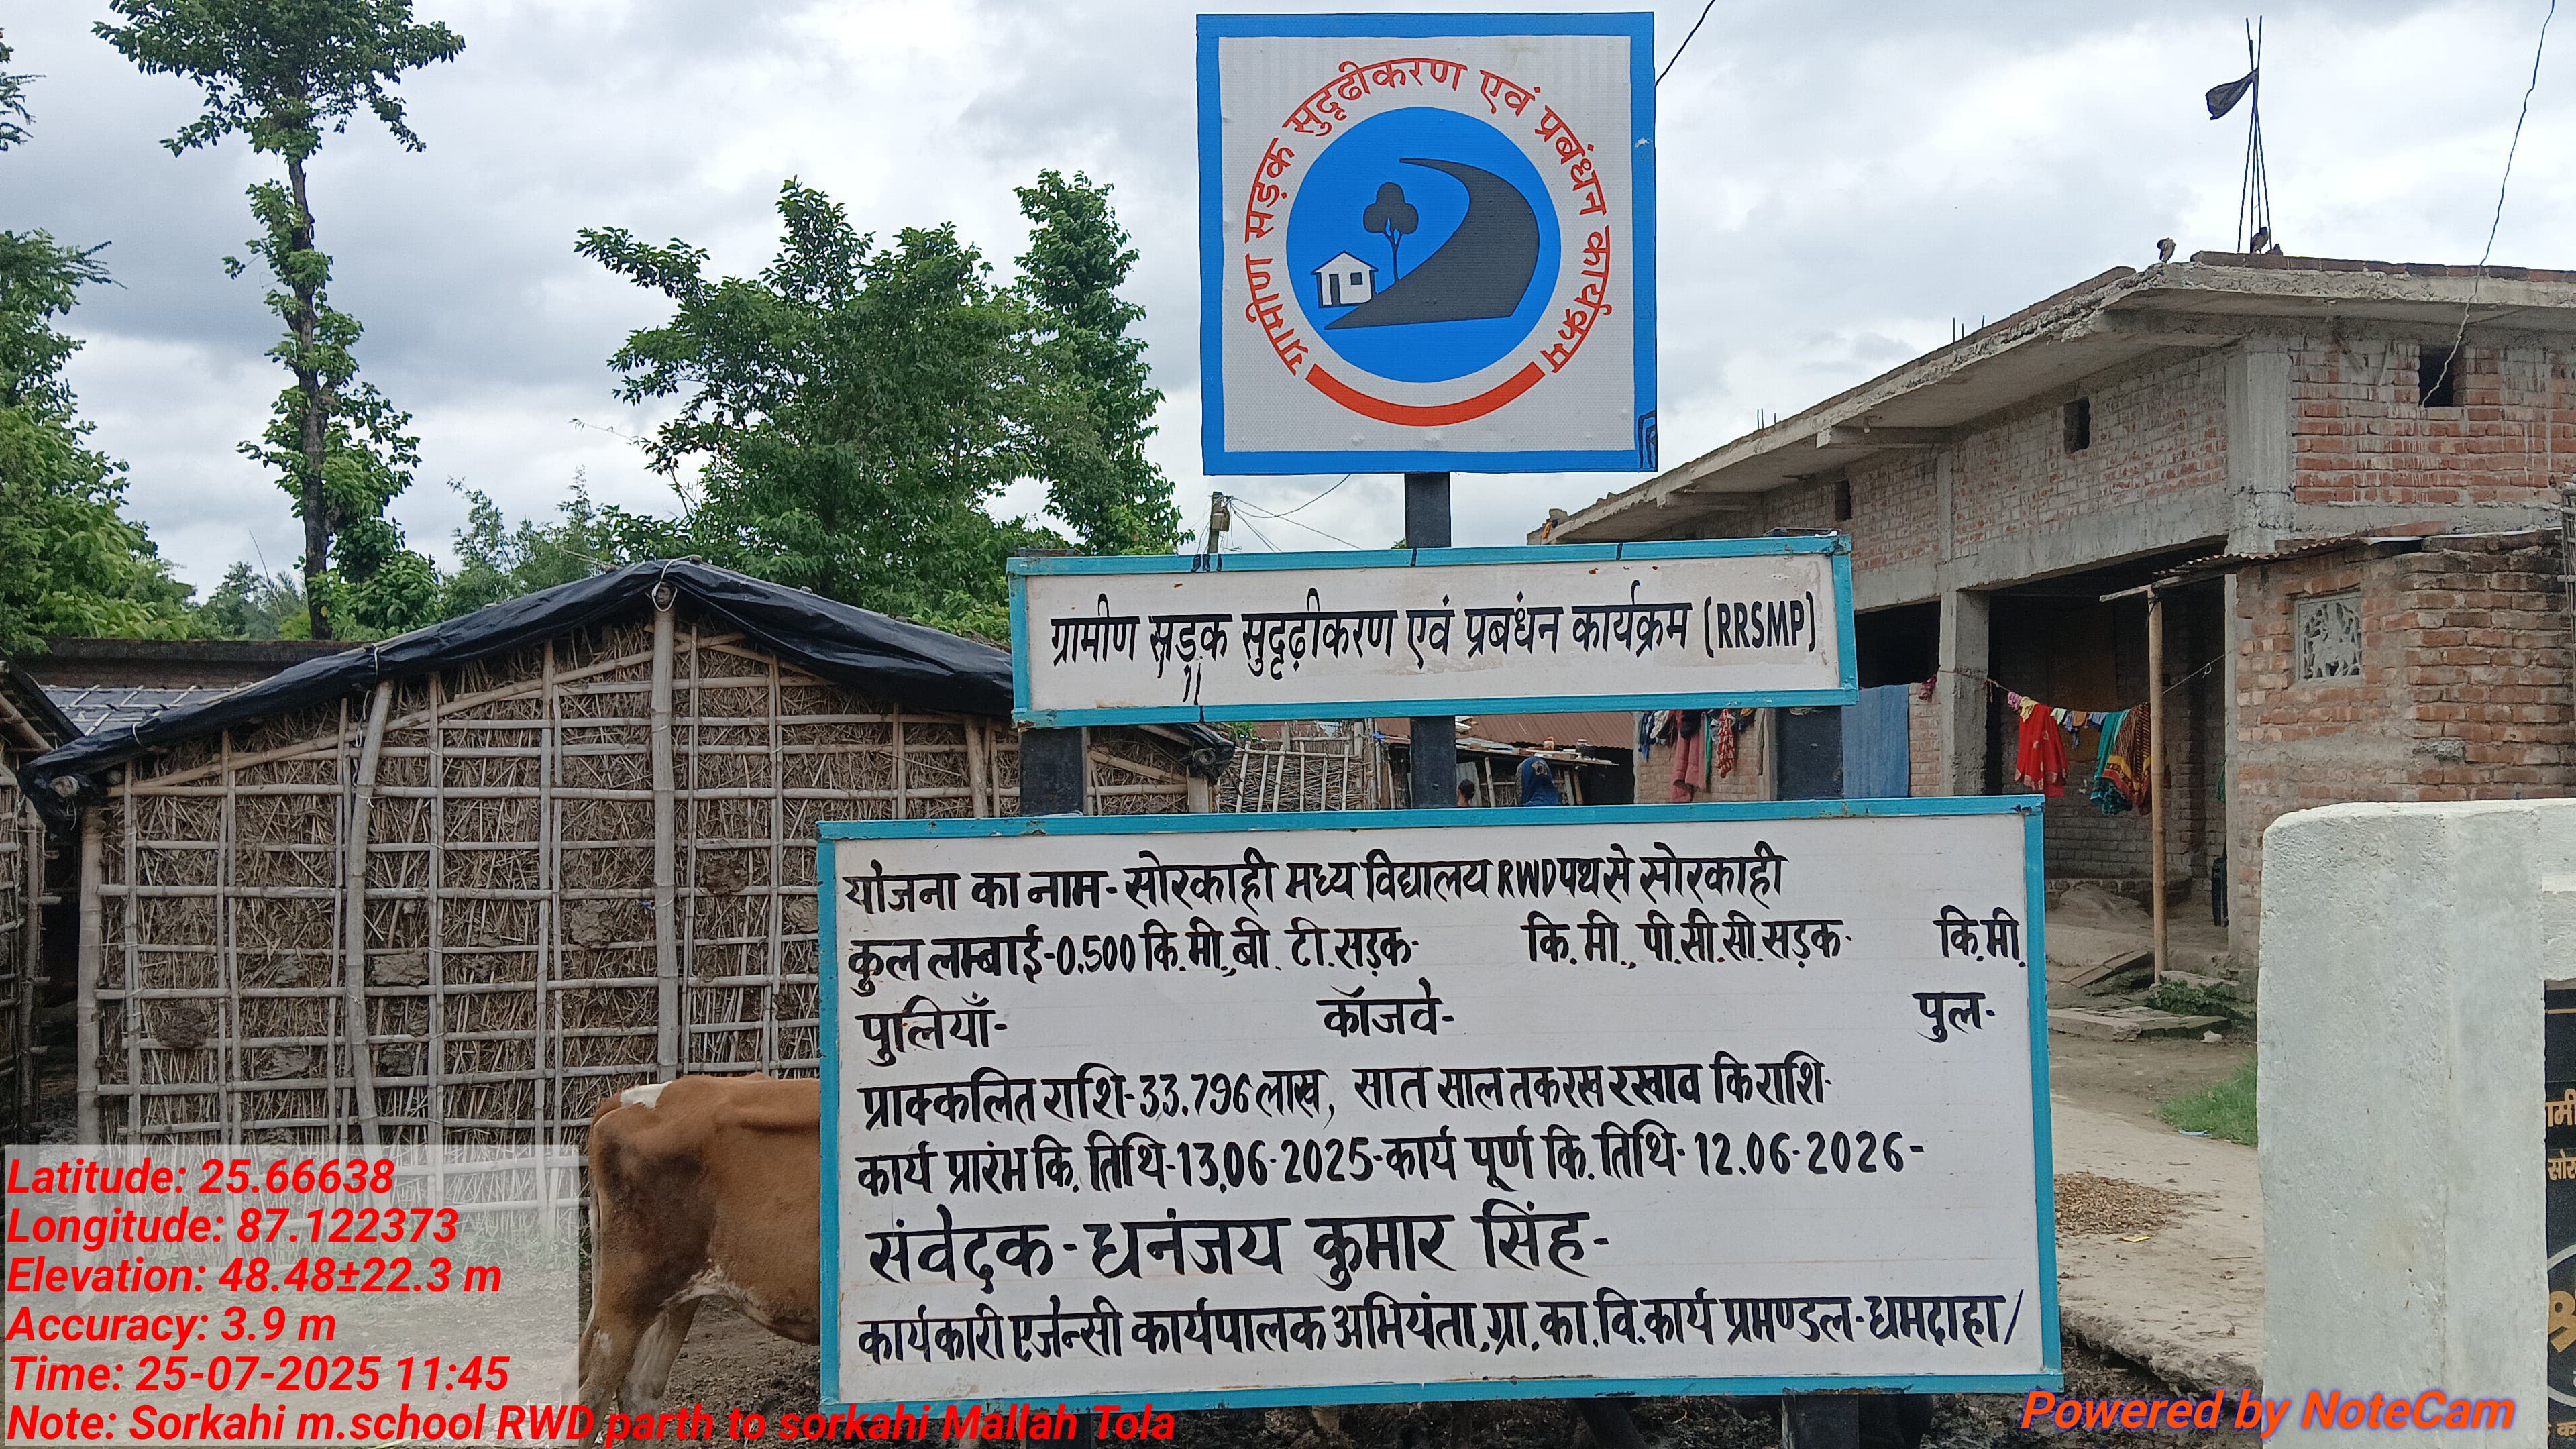 ग्रामीण सड़क सुदृढीकरण एवं प्रबंधन कार्यक्रम
ग्रामीण सड़क सुदृढ़ीकरण एवं प्रबधंन कार्यक्रम (RRSMP)
योजना का नाम-सोरकाही मध्य विद्यालय RWD पथ से सोरकाही
कुल लम्बाई-0.500 कि.मी.,बी. टी.सड़क- कि.मी., पी.सी.सी.सड़क- कि.मी.
पुलियाँ- कॉजवे- पुल-
प्राक्कलित राशि-33.796 लाख, सात साल तक रख रखाव कि राशि-
कार्य प्रारंभ कि. तिथि-13.06-2025-कार्य पूर्ण कि. तिथि-12.06-2026-
संवेदक-धनंजय कुमार सिंह-
कार्यकारी एजेन्सी कार्यपालक अभियंता.ग्रा.का.वि.कार्य प्रमण्डल-धमदाहा/
Latitude: 25.66638
Longitude: 87.122373
Elevation: 48.48±22.3 m
Accuracy: 3.9 m
Time: 25-07-2025 11:45
Note: Sorkahi m.school RWD parth to sorkahi Mallah Tola
Powered by NoteCam